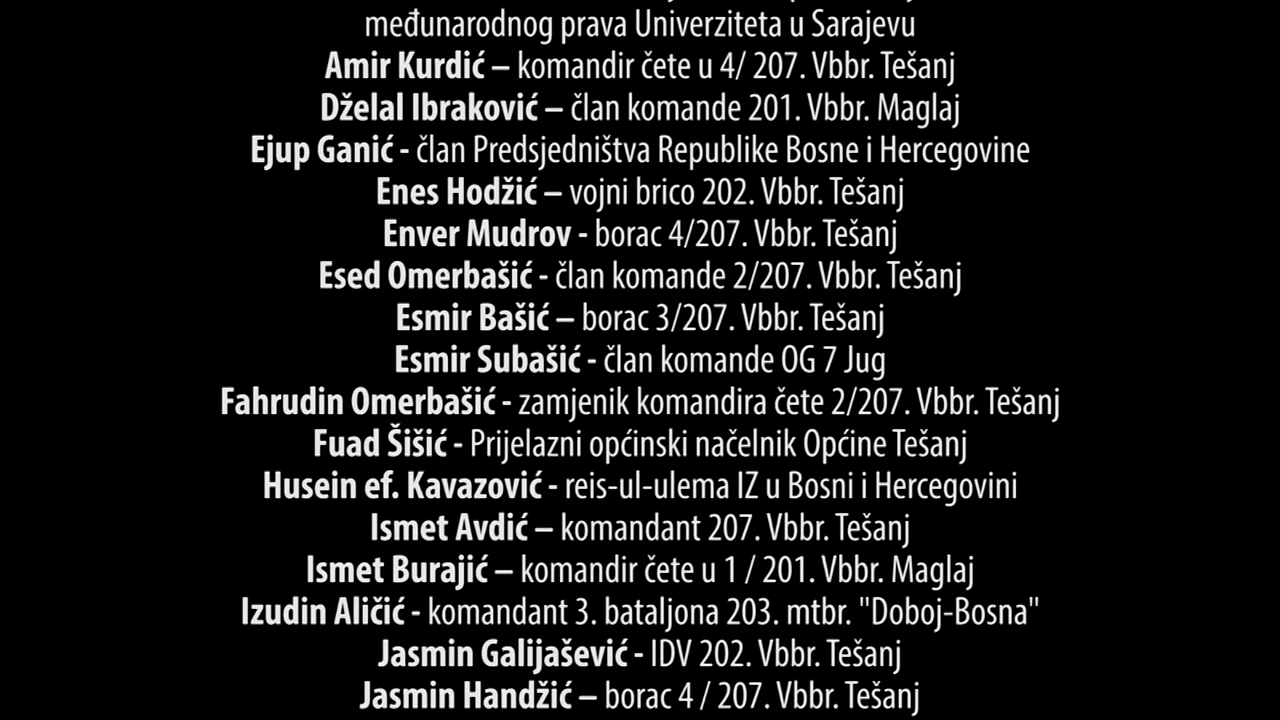 međunarodnog prava Univerziteta u Sarajevu
Amir Kurdić – komandir čete u 4/ 207. Vbbr. Tešanj
Dželal Ibraković – član komande 201. Vbbr. Maglaj
Ejup Ganić - član Predsjedništva Republike Bosne i Hercegovine
Enes Hodžić – vojni brico 202. Vbbr. Tešanj
Enver Mudrov - borac 4/207. Vbbr. Tešanj
Esed Omerbašić - član komande 2/207. Vbbr. Tešanj
Esmir Bašić – borac 3/207. Vbbr. Tešanj
Esmir Subašić - član komande OG 7 Jug
Fahrudin Omerbašić - zamjenik komandira čete 2/207. Vbbr. Tešanj
Fuad Šišić - Prijelazni općinski načelnik Općine Tešanj
Husein ef. Kavazović - reis-ul-ulema IZ u Bosni i Hercegovini
Ismet Avdić – komandant 207. Vbbr. Tešanj
Ismet Burajić – komandir čete u 1 / 201. Vbbr. Maglaj
Izudin Aličić - komandant 3. bataljona 203. mtbr. "Doboj-Bosna"
Jasmin Galijašević - IDV 202. Vbbr. Tešanj
Jasmin Handžić – borac 4 / 207. Vbbr. Tešanj